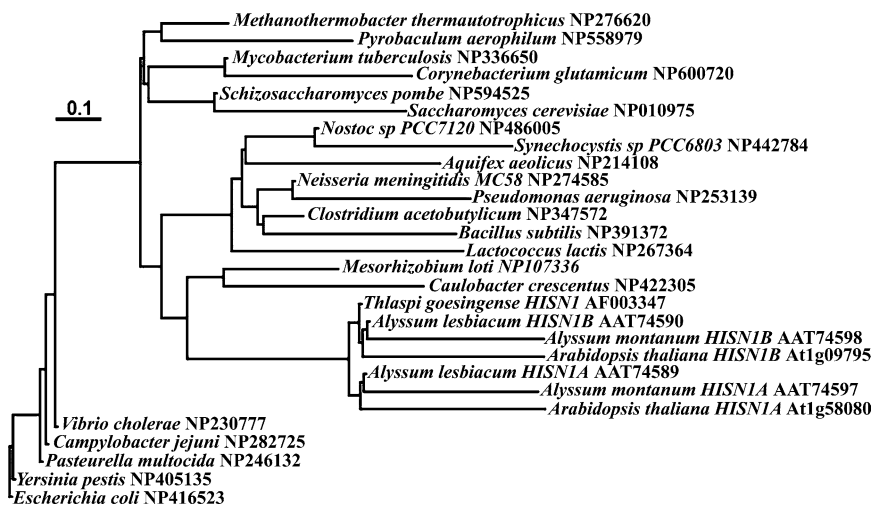 Methanothermobacter thermautotrophicus NP276620
Pyrobaculum aerophilum NP558979
Mycobacterium tuberculosis NP336650
Corynebacterium glutamicum NP600720
0.1
Schizosaccharomyces pombe NP594525
Saccharomyces cerevisiae NP010975
Nostoc sp PCC7120 NP486005
Synechocystis sp PCC6803 NP442784
Aquifex aeolicus NP214108
Neisseria meningitidis MC58 NP274585
Pseudomonas aeruginosa NP253139
Clostridium acetobutylicum NP347572
Bacillus subtilis NP391372
Lactococcus lactis NP267364
Mesorhizobium loti NP107336
Caulobacter crescentus NP422305
Thlaspi goesingense HISN1 AF003347
Alyssum lesbiacum HISN1B AAT74590
Alyssum montanum HISN1B AAT74598
Arabidopsis thaliana HISN1B At1g09795
Alyssum lesbiacum HISN1A AAT74589
Alyssum montanum HISN1A AAT74597
Arabidopsis thaliana HISN1A At1g58080
Vibrio cholerae NP230777
Campylobacter jejuni NP282725
Pasteurella multocida NP246132
Yersinia pestis NP405135
Escherichia coli NP416523